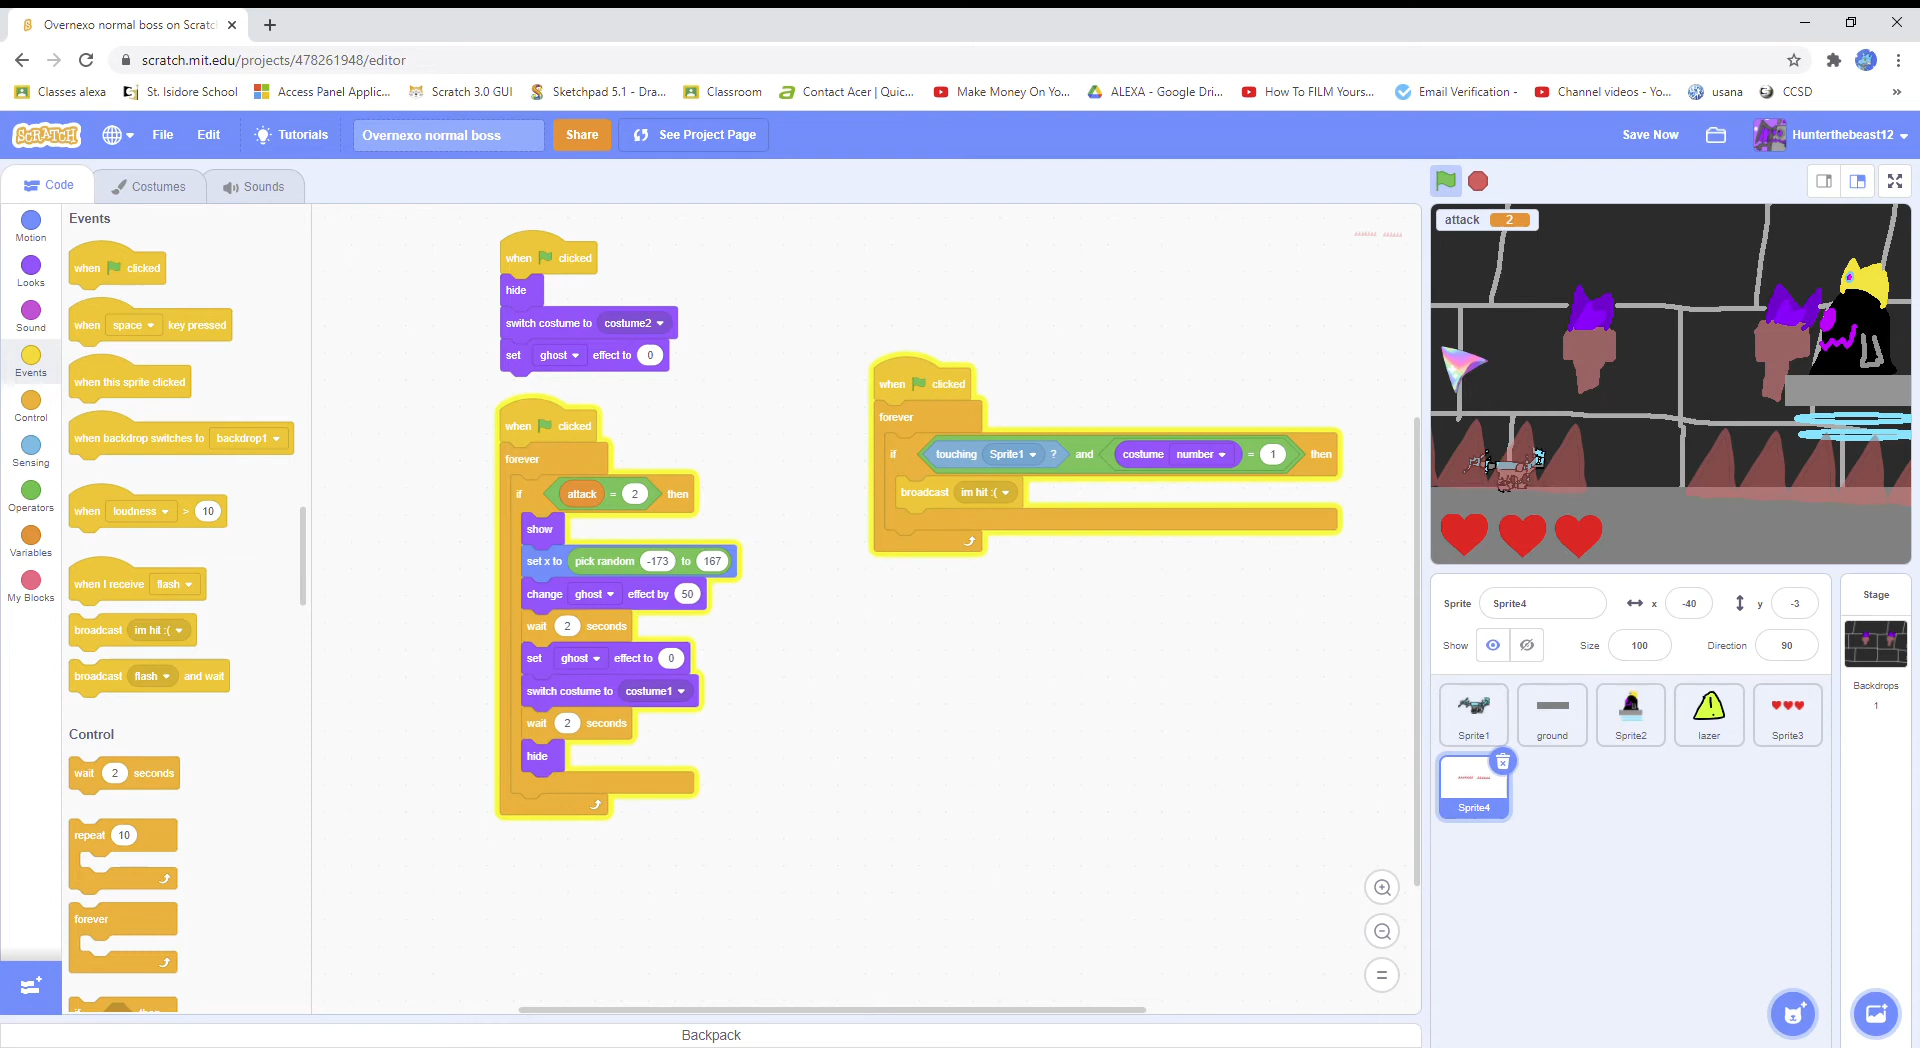 Overnexo normal boss on Scratc
scratch.mit.edu/projects/478261948/editor
Classes alexa
St. Isidore School
Access Panel Applic...
Scratch 3.0 GUI
Sketchpad 5.1 - Dra...
Classroom
Contact Acer | Quic...
Make Money On Yo...
ALEXA - Google Dri...
How To FILM Yours...
Email Verification -
Channel videos - Yo...
usana
CCSD
»
SCRATCH
File
Edit
Tutorials
Overnexo normal boss
Share
See Project Page
Save Now
Hunterthebeast12
Code
Costumes
Sounds
Motion
Looks
Sound
Events
Control
Sensing
Operators
Variables
My Blocks
Events
when clicked
when space key pressed
when this sprite clicked
when backdrop switches to backdrop1
when loudness > 10
when I receive flash
broadcast im hit :(
broadcast flash and wait
Control
wait 2 seconds
repeat 10
forever
when clicked
hide
switch costume to costume2
set ghost effect to 0
when clicked
forever
if attack = 2 then
show
set x to pick random -173 to 167
change ghost effect by 50
wait 2 seconds
set ghost effect to 0
switch costume to costume1
wait 2 seconds
hide
when clicked
forever
if touching Sprite1 ? and costume number = 1 then
broadcast im hit :(
Backpack
attack 2
Sprite Sprite4 x -40 y -3
Show Size 100 Direction 90
Sprite1
ground
Sprite2
lazer
Sprite3
Sprite4
Stage
Backdrops
1